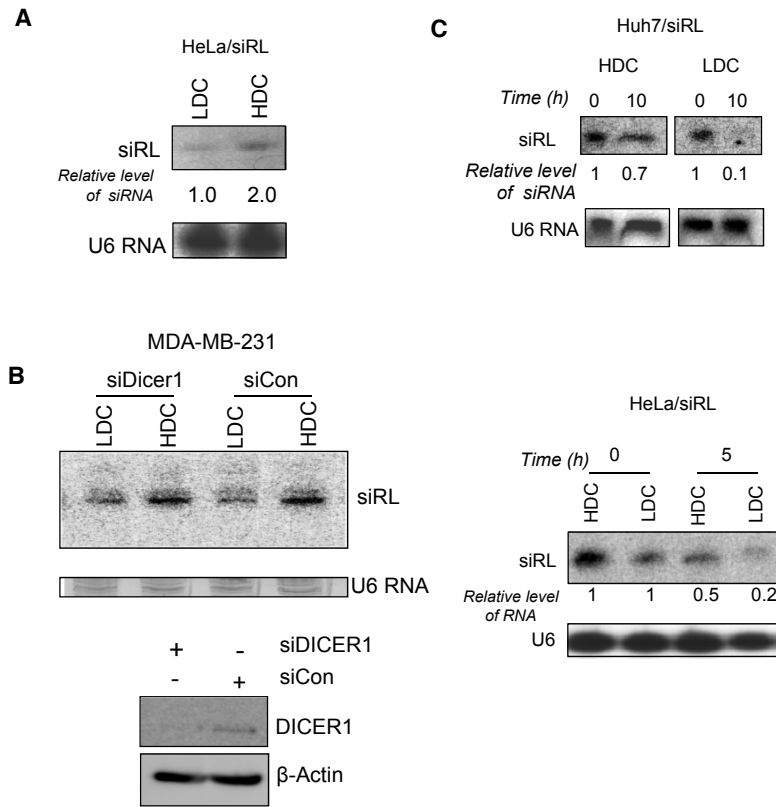 A
HeLa/siRL
LDC HDC
siRL
Relative level of siRNA 1.0 2.0
U6 RNA
B
MDA-MB-231
siDicer1 siCon
LDC HDC LDC HDC
siRL
U6 RNA
+ - siDICER1
- + siCon
DICER1
β-Actin
C
Huh7/siRL
HDC LDC
Time (h) 0 10 0 10
siRL
Relative level of siRNA 1 0.7 1 0.1
U6 RNA
HeLa/siRL
Time (h) 0 5
HDC LDC HDC LDC
siRL
Relative level of RNA 1 1 0.5 0.2
U6